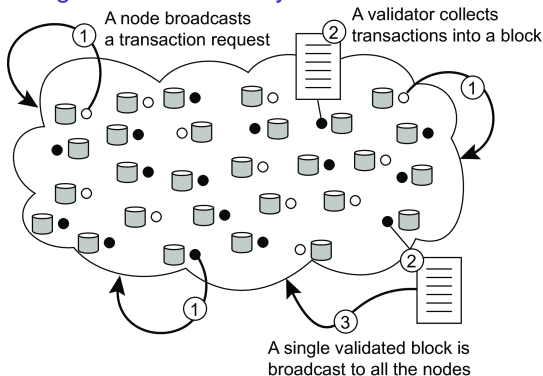 A node broadcasts
a transaction request
1
A validator collects
transactions into a block
2
1
2
1
3
A single validated block is
broadcast to all the nodes